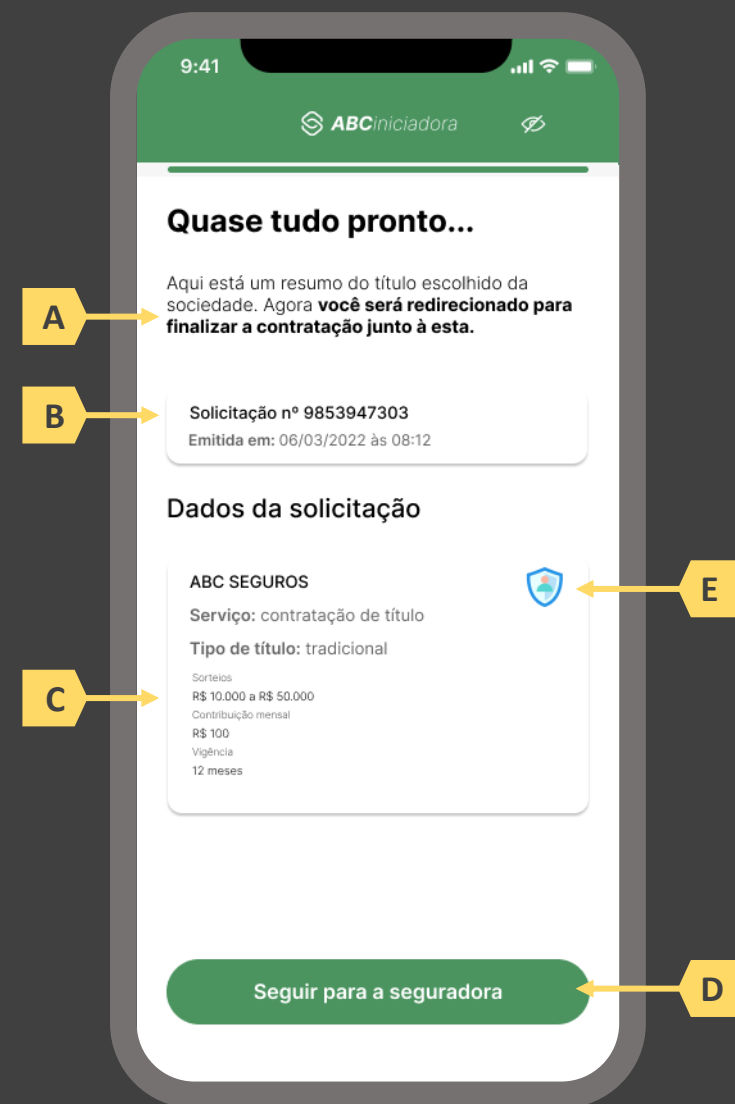 9:41
ABCiniciadora
Quase tudo pronto...
Aqui está um resumo do título escolhido da
sociedade. Agora você será redirecionado para
finalizar a contratação junto à esta.
A
B
Solicitação nº 9853947303
Emitida em: 06/03/2022 às 08:12
Dados da solicitação
ABC SEGUROS
E
Serviço: contratação de título
Tipo de título: tradicional
Sorteios
C
R$ 10.000 a R$ 50.000
Contribuição mensal
R$ 100
Vigência
12 meses
Seguir para a seguradora
D